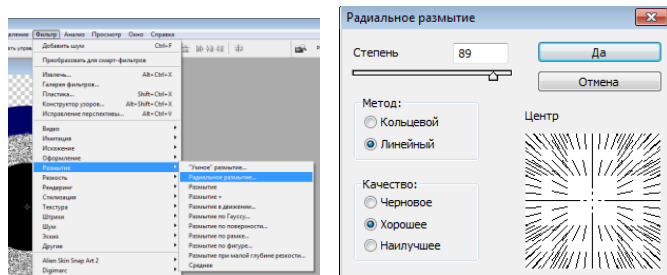 деление Фильтр Анализ Просмотр Окно Справка
Добавить шум Ctrl+F
Преобразовать для смарт-фильтров
Извлечь... Alt+Ctrl+X
Галерея фильтров...
Пластика... Shift+Ctrl+X
Конструктор узоров... Alt+Shift+Ctrl+X
Исправление перспективы... Alt+Ctrl+V
Видео
Имитация
Искажение
Оформление
Размытие
Резкость
Рендеринг
Стилизация
Текстура
Штрихи
Шум
Эскиз
Другие
Alien Skin Snap Art 2
Digimarc
"Умное" размытие...
Радиальное размытие...
Размытие
Размытие +
Размытие в движении...
Размытие по Гауссу...
Размытие по поверхности...
Размытие по рамке...
Размытие по фигуре...
Размытие при малой глубине резкости...
Среднее
Радиальное размытие
Степень 89
Да
Отмена
Метод:
Кольцевой
Линейный
Центр
Качество:
Черновое
Хорошее
Наилучшее